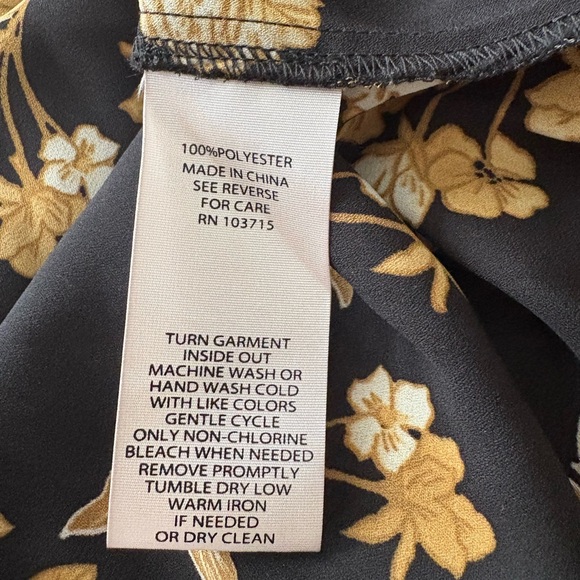 100%POLYESTER
MADE IN CHINA
SEE REVERSE
FOR CARE
RN 103715
TURN GARMENT
INSIDE OUT
MACHINE WASH OR
HAND WASH COLD
WITH LIKE COLORS
GENTLE CYCLE
ONLY NON-CHLORINE
BLEACH WHEN NEEDED
REMOVE PROMPTLY
TUMBLE DRY LOW
WARM IRON
IF NEEDED
OR DRY CLEAN